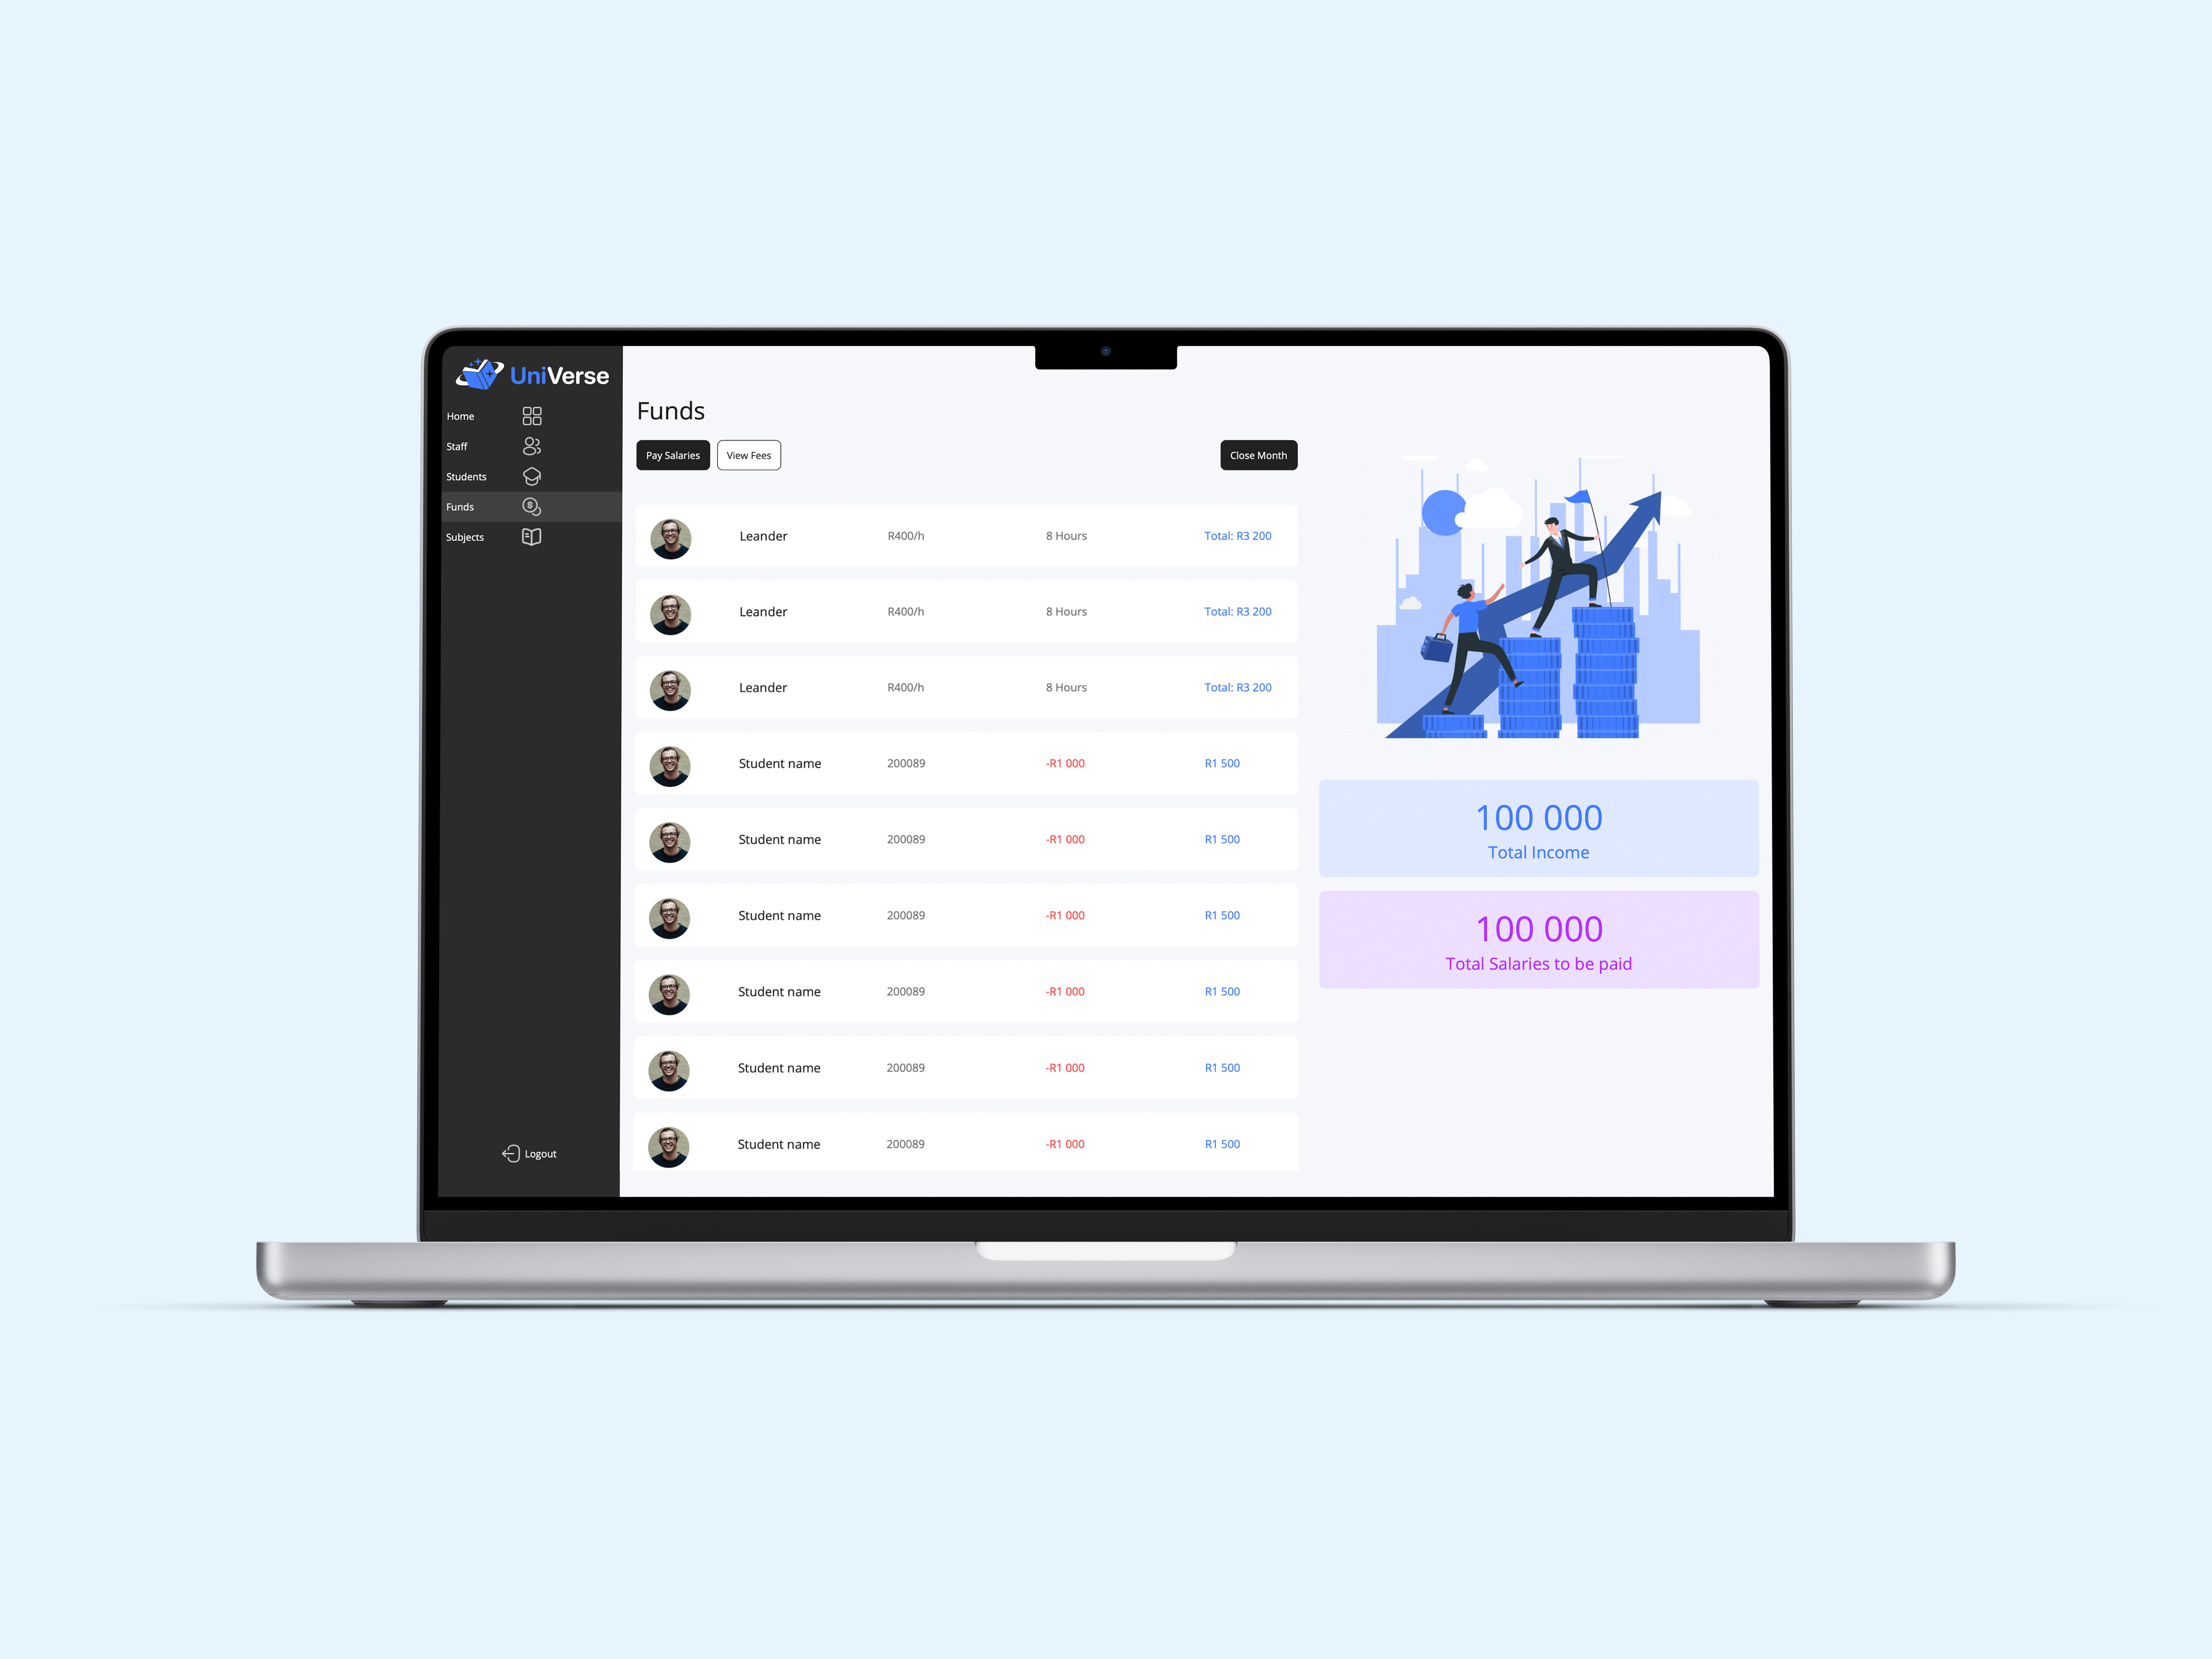 UniVerse
Home
Staff
Students
Funds
Subjects
Logout
Funds
Pay Salaries
View Fees
Close Month
Leander R400/h 8 Hours Total: R3 200
Leander R400/h 8 Hours Total: R3 200
Leander R400/h 8 Hours Total: R3 200
Student name 200089 -R1 000 R1 500
Student name 200089 -R1 000 R1 500
Student name 200089 -R1 000 R1 500
Student name 200089 -R1 000 R1 500
Student name 200089 -R1 000 R1 500
Student name 200089 -R1 000 R1 500
100 000
Total Income
100 000
Total Salaries to be paid